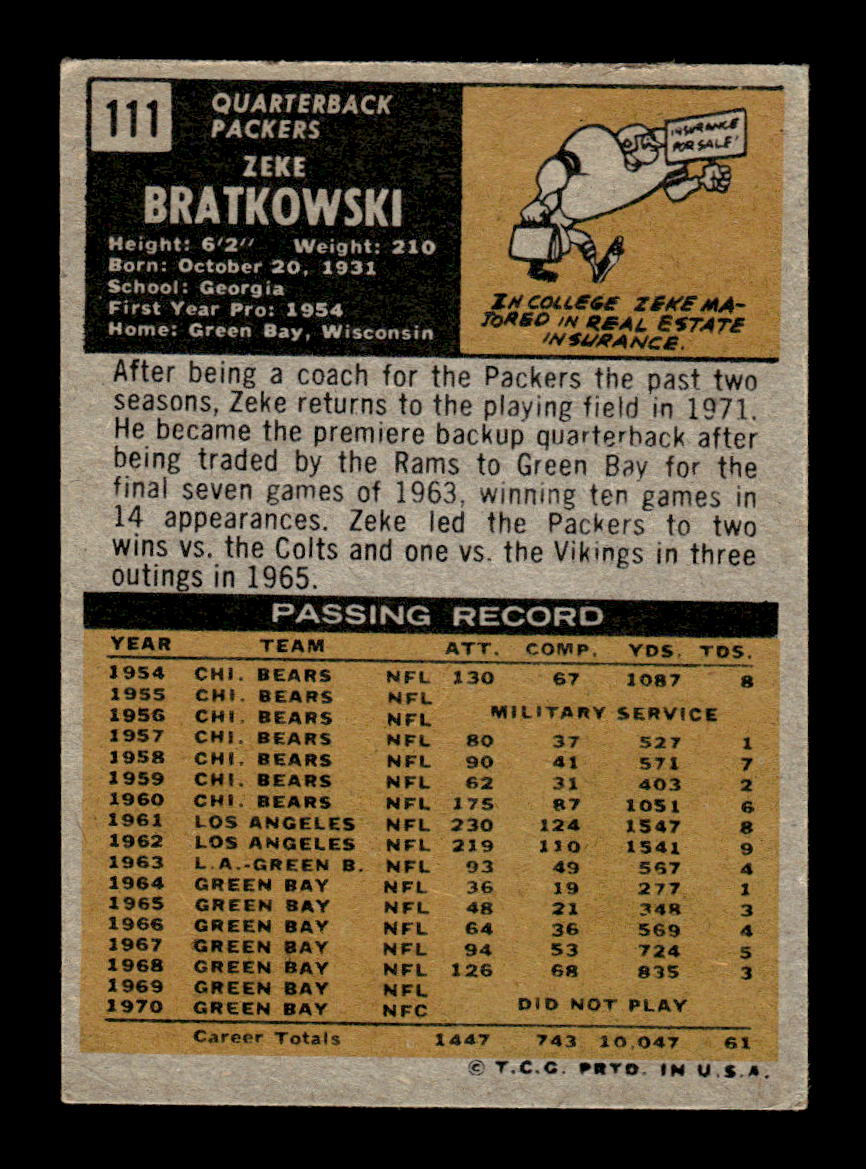 111
QUARTERBACK
PACKERS
ZEKE
BRATKOWSKI
Height: 6'2" Weight: 210
Born: October 20, 1931
School: Georgia
First Year Pro: 1954
Home: Green Bay, Wisconsin
INSURANCE
FOR SALE!
IN COLLEGE ZEKE MA-
JORED IN REAL ESTATE
INSURANCE.
After being a coach for the Packers the past two
seasons, Zeke returns to the playing field in 1971.
He became the premiere backup quarterback after
being traded by the Rams to Green Bay for the
final seven games of 1963, winning ten games in
14 appearances. Zeke led the Packers to two
wins vs. the Colts and one vs. the Vikings in three
outings in 1965.
PASSING RECORD
YEAR TEAM ATT. COMP. YDS. TDS.
1954 CHI. BEARS NFL 130 67 1087 8
1955 CHI. BEARS NFL
1956 CHI. BEARS NFL MILITARY SERVICE
1957 CHI. BEARS NFL 80 37 527 1
1958 CHI. BEARS NFL 90 41 571 7
1959 CHI. BEARS NFL 62 31 403 2
1960 CHI. BEARS NFL 175 87 1051 6
1961 LOS ANGELES NFL 230 124 1547 8
1962 LOS ANGELES NFL 219 110 1541 9
1963 L.A.-GREEN B. NFL 93 49 567 4
1964 GREEN BAY NFL 36 19 277 1
1965 GREEN BAY NFL 48 21 348 3
1966 GREEN BAY NFL 64 36 569 4
1967 GREEN BAY NFL 94 53 724 5
1968 GREEN BAY NFL 126 68 835 3
1969 GREEN BAY NFL
1970 GREEN BAY NFC DID NOT PLAY
Career Totals 1447 743 10,047 61
© T.C.G. PRTD. IN U.S.A.